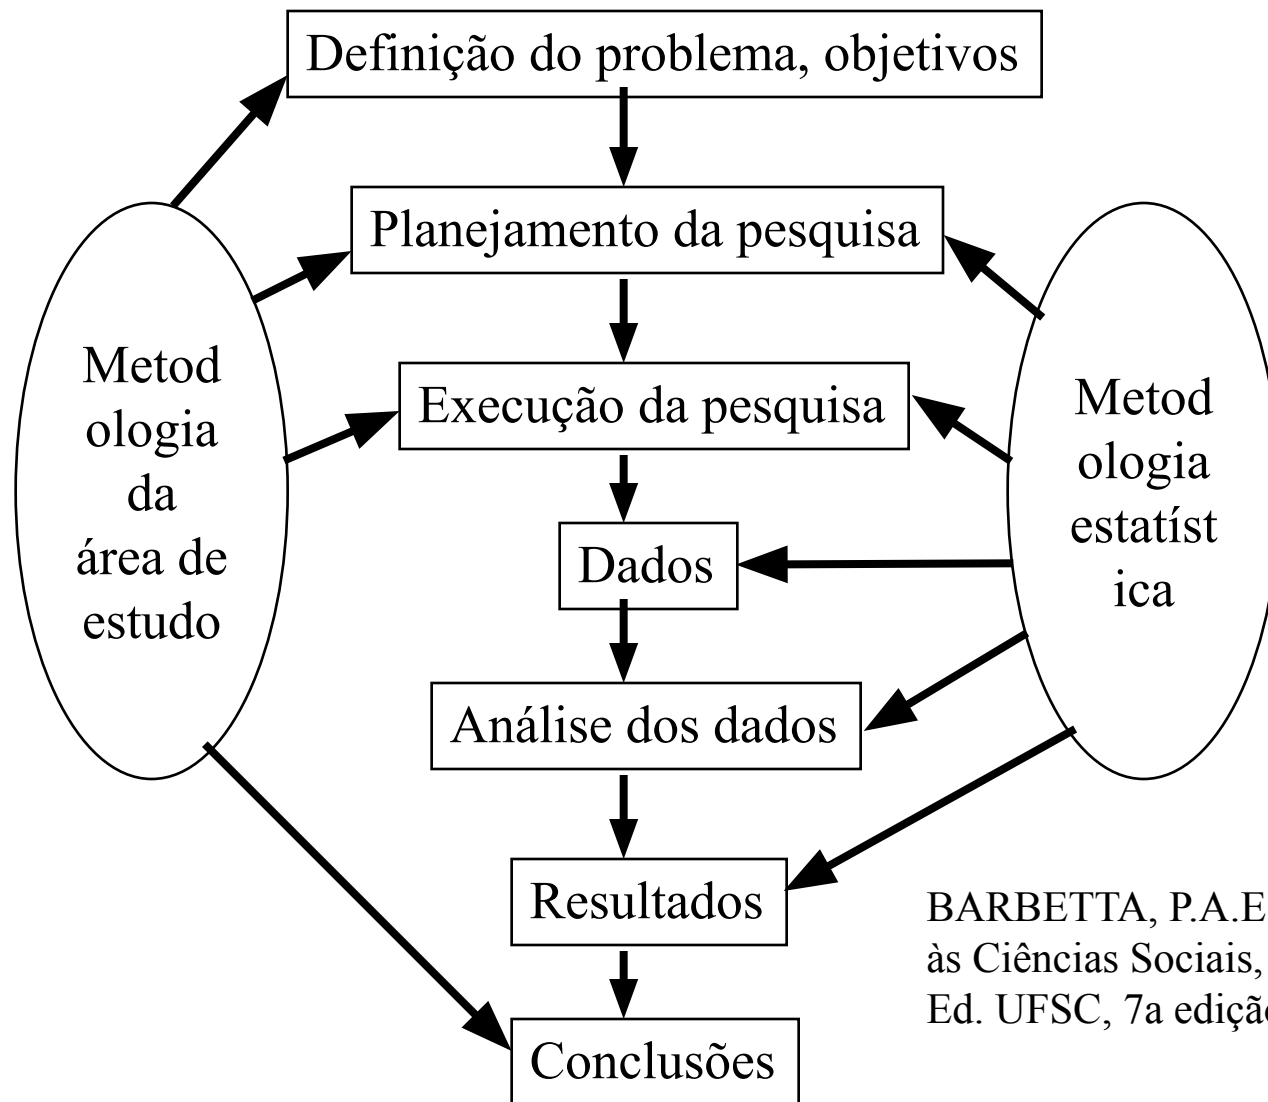 Definição do problema, objetivos
Planejamento da pesquisa
Metod
ologia
da
área de
estudo
Execução da pesquisa
Metod
ologia
estatíst
ica
Dados
Análise dos dados
Resultados
BARBETTA, P.A.E
às Ciências Sociais,
Ed. UFSC, 7a edição
Conclusões